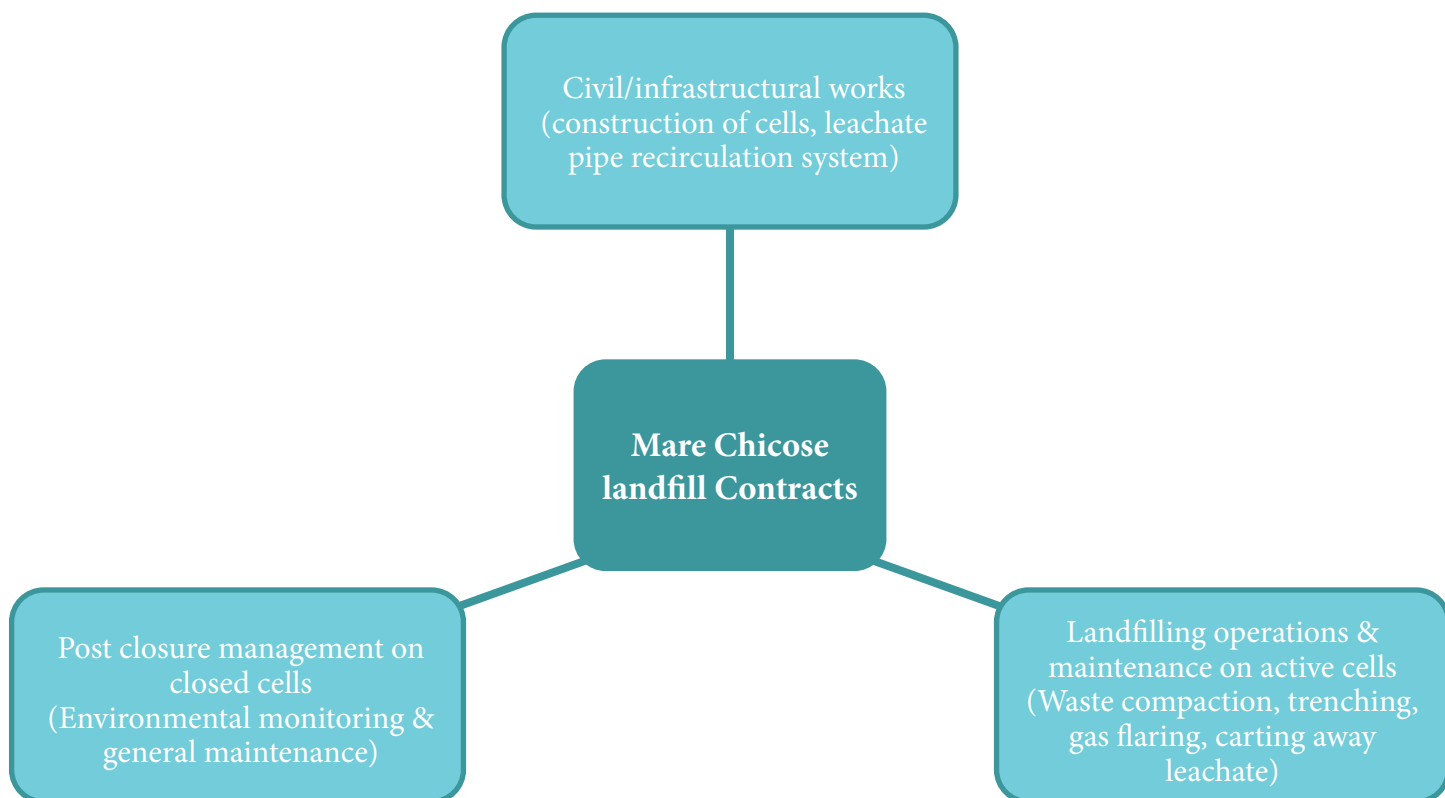 Civil/infrastructural works
(construction of cells, leachate
pipe recirculation system)
Mare Chicose
landfill Contracts
Post closure management on
closed cells
(Environmental monitoring &
general maintenance)
Landfilling operations &
maintenance on active cells
(Waste compaction, trenching,
gas flaring, carting away
leachate)